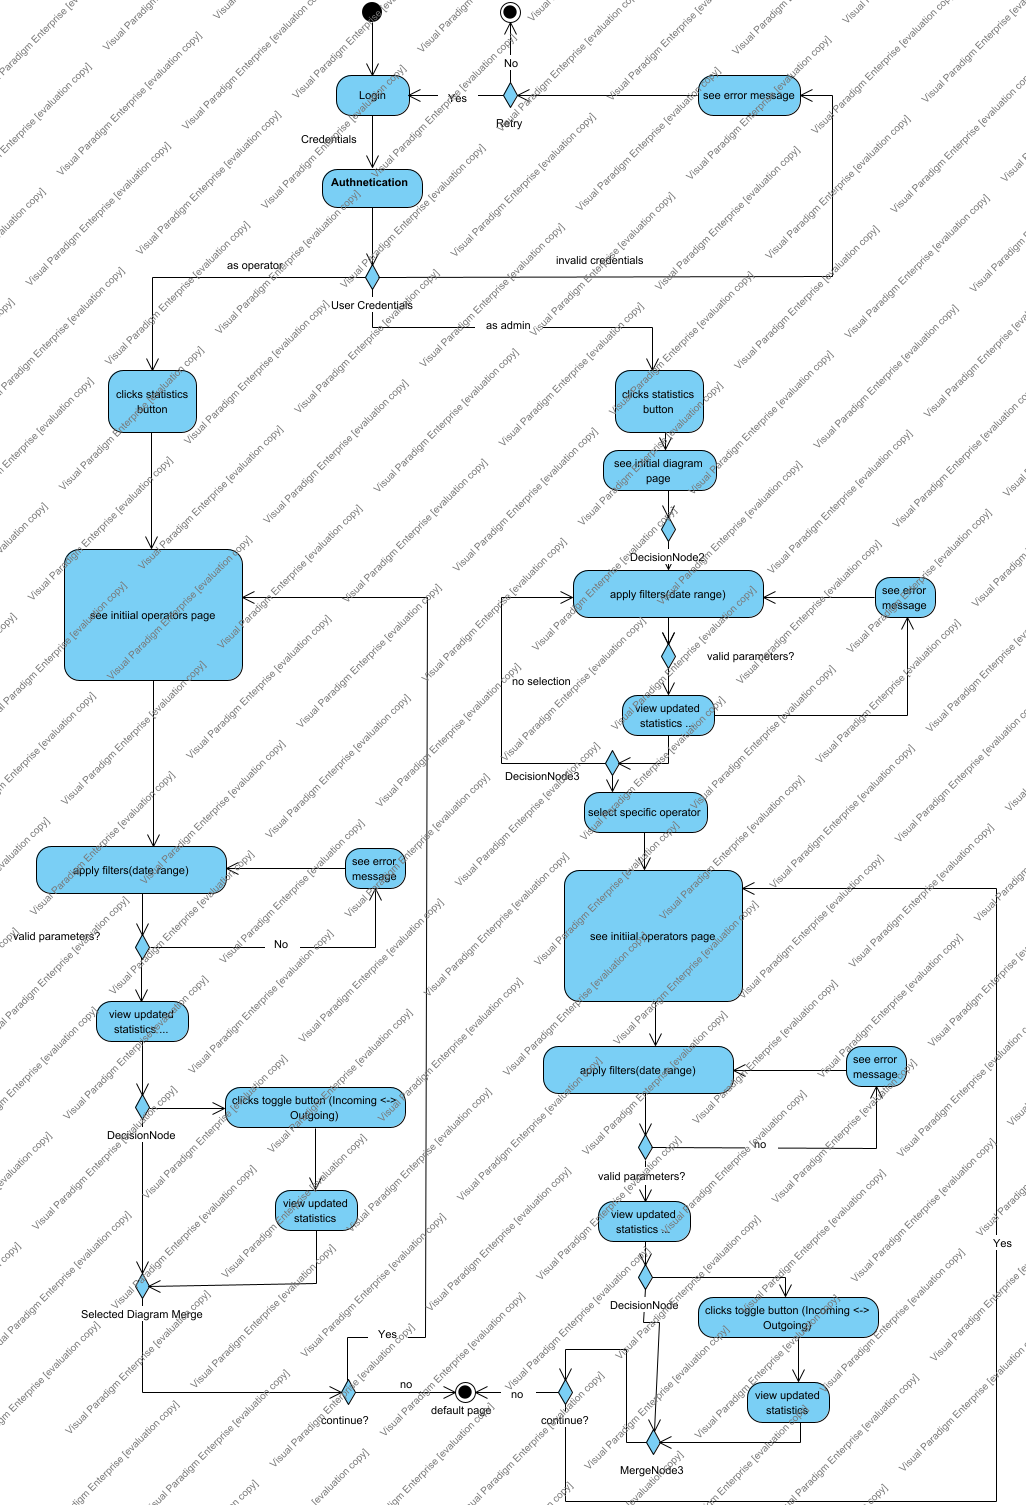 No
Login
Yes
see error message
Retry
Credentials
Authnetication
as operator
invalid credentials
User Credentials
as admin
clicks statistics
button
clicks statistics
button
see initial diagram
page
DecisionNode2
see initiial operators page
apply filters(date range)
see error
message
valid parameters?
no selection
view updated
statistics ...
DecisionNode3
select specific operator
apply filters(date range)
see error
message
valid parameters?
No
see initiial operators page
view updated
statistics ...
apply filters(date range)
see error
message
clicks toggle button (Incoming <->
Outgoing)
DecisionNode
no
valid parameters?
view updated
statistics
view updated
statistics ...
Yes
Selected Diagram Merge
DecisionNode
clicks toggle button (Incoming <->
Outgoing)
Yes
no
no
default page
continue?
continue?
view updated
statistics
MergeNode3
Visual Paradigm Enterprise [evaluation copy]